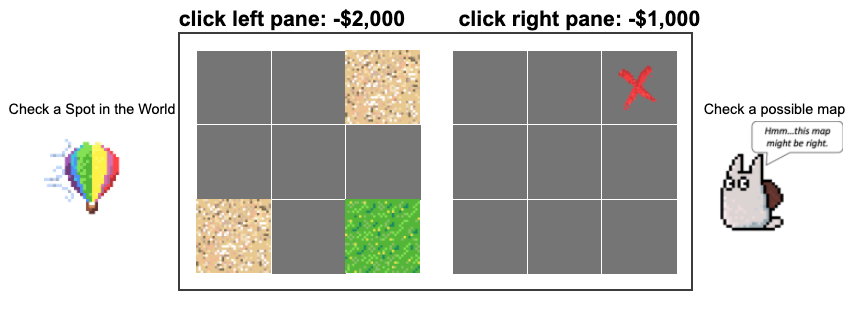 click left pane: -$2,000
click right pane: -$1,000
Check a Spot in the World
Check a possible map
Hmm...this map
might be right.